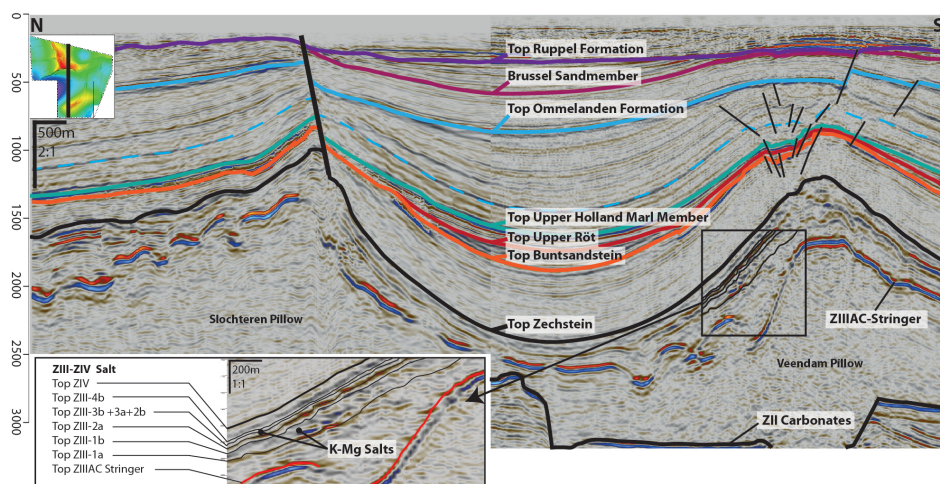 0
N
S
500
1000
1500
2000
2500
3000
500m
2:1
Top Ruppel Formation
Brussel Sandmember
Top Ommelanden Formation
Top Upper Holland Marl Member
Top Upper Röt
Top Buntsandstein
Top Zechstein
ZIIIAC-Stringer
Slochteren Pillow
Veendam Pillow
ZII Carbonates
ZIII-ZIV Salt
Top ZIV
Top ZIII-4b
Top ZIII-3b +3a+2b
Top ZIII-2a
Top ZIII-1b
Top ZIII-1a
Top ZIIIAC Stringer
200m
1:1
K-Mg Salts